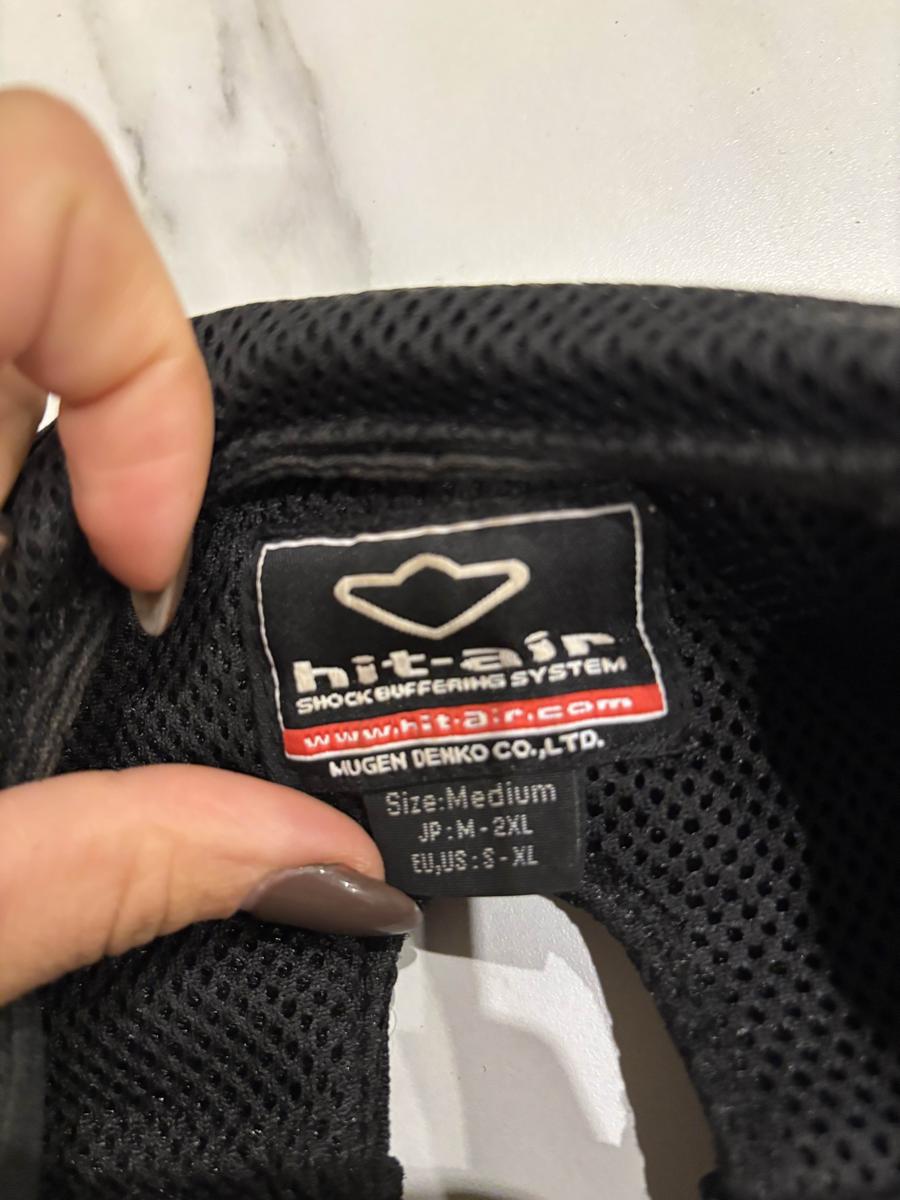 hit-air
SHOCK BUFFERING SYSTEM
www.hit-air.com
MUGEN DENKO CO.,LTD.
Size:Medium
JP:M-2XL
EU,US:S-XL